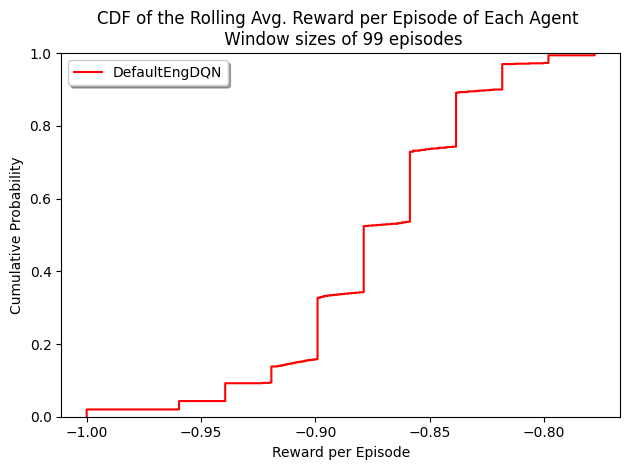 CDF of the Rolling Avg. Reward per Episode of Each Agent
Window sizes of 99 episodes
DefaultEngDQN
1.0
0.8
0.6
0.4
0.2
0.0
Cumulative Probability
−1.00
−0.95
−0.90
−0.85
−0.80
Reward per Episode